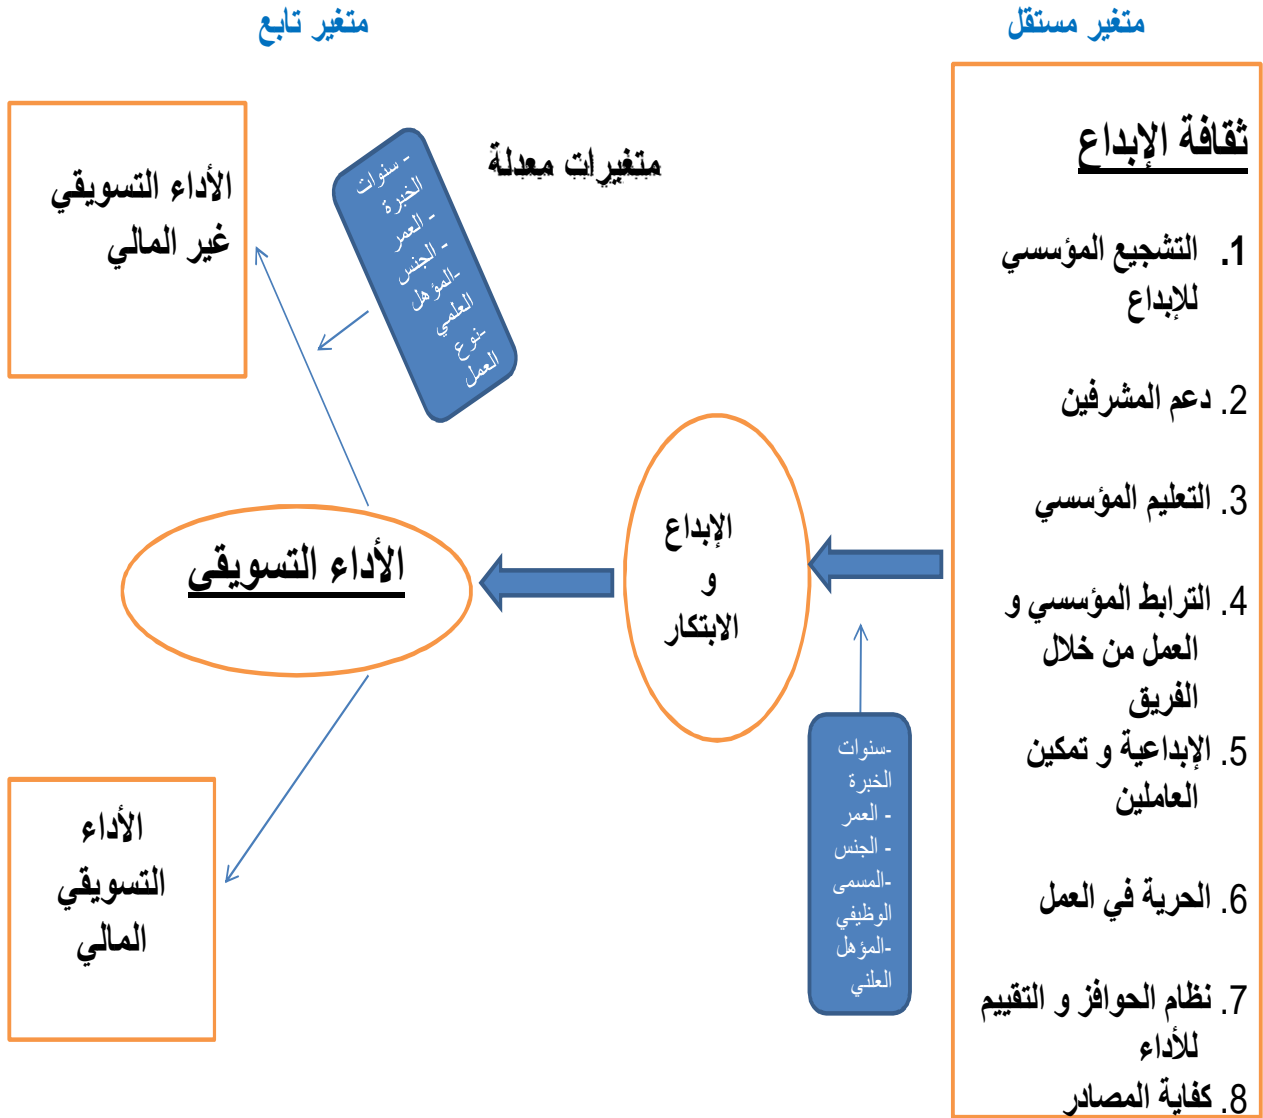 متغير مستقل
متغير تابع
ثقافة الإبداع
1. التشجيع المؤسسي
للإبداع
2. دعم المشرفين
3. التعليم المؤسسي
4. الترابط المؤسسي و
العمل من خلال
الفريق
5. الإبداعية و تمكين
العاملين
6. الحرية في العمل
7. نظام الحوافز و التقييم
للأداء
8. كفاية المصادر
متغيرات معدلة
- سنوات
الخبرة
- العمر
- الجنس
-المؤهل
العلمي
-نوع
العمل
الأداء التسويقي
غير المالي
الإبداع
و
الابتكار
الأداء التسويقي
-سنوات
الخبرة
- العمر
- الجنس
-المسمى
الوظيفي
-المؤهل
العلني
الأداء
التسويقي
المالي